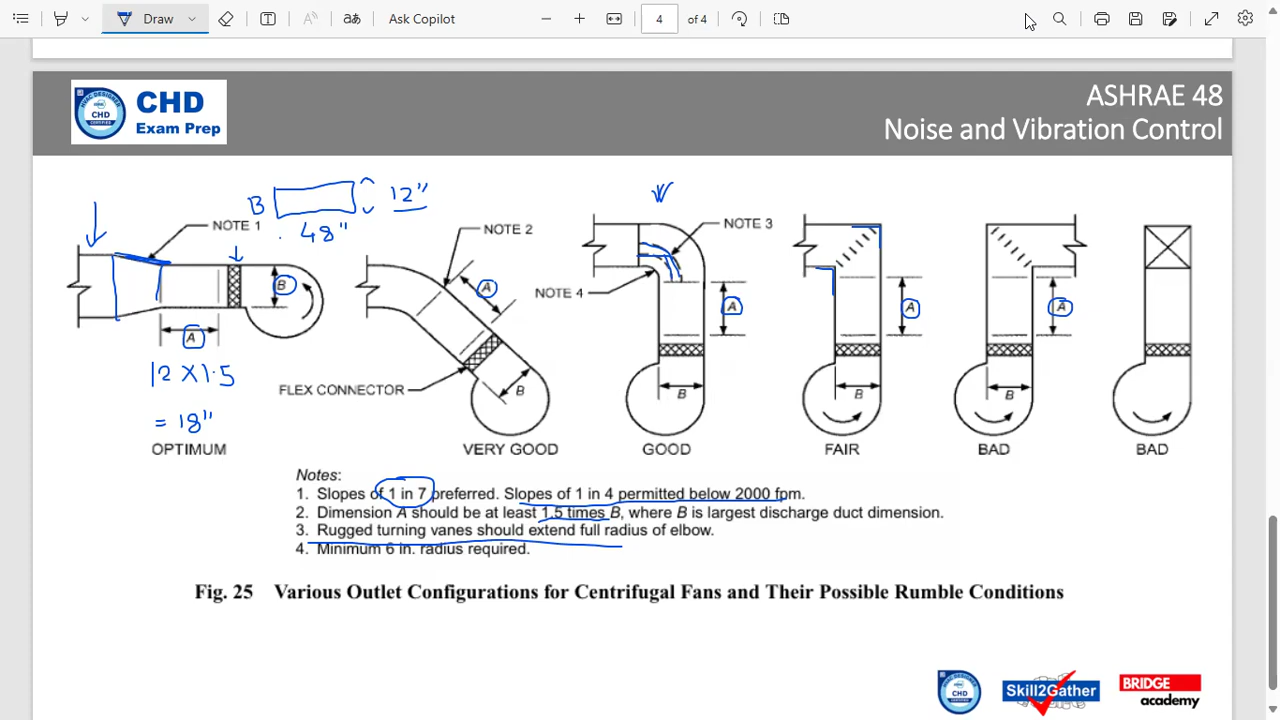 Draw
Ask Copilot
4 of 4
CHD
Exam Prep
HVAC DESIGNER
CHD
CERTIFIED
ASHRAE 48
Noise and Vibration Control
B 12"
48"
NOTE 1
NOTE 2
NOTE 3
NOTE 4
FLEX CONNECTOR
A B
A B
A B
A B
A B
12 X 1.5
= 18"
OPTIMUM VERY GOOD GOOD FAIR BAD BAD
Notes:
1. Slopes of 1 in 7 preferred. Slopes of 1 in 4 permitted below 2000 fpm.
2. Dimension A should be at least 1.5 times B, where B is largest discharge duct dimension.
3. Rugged turning vanes should extend full radius of elbow.
4. Minimum 6 in. radius required.
Fig. 25 Various Outlet Configurations for Centrifugal Fans and Their Possible Rumble Conditions
CHD
Skill2Gather
BRIDGE
academy